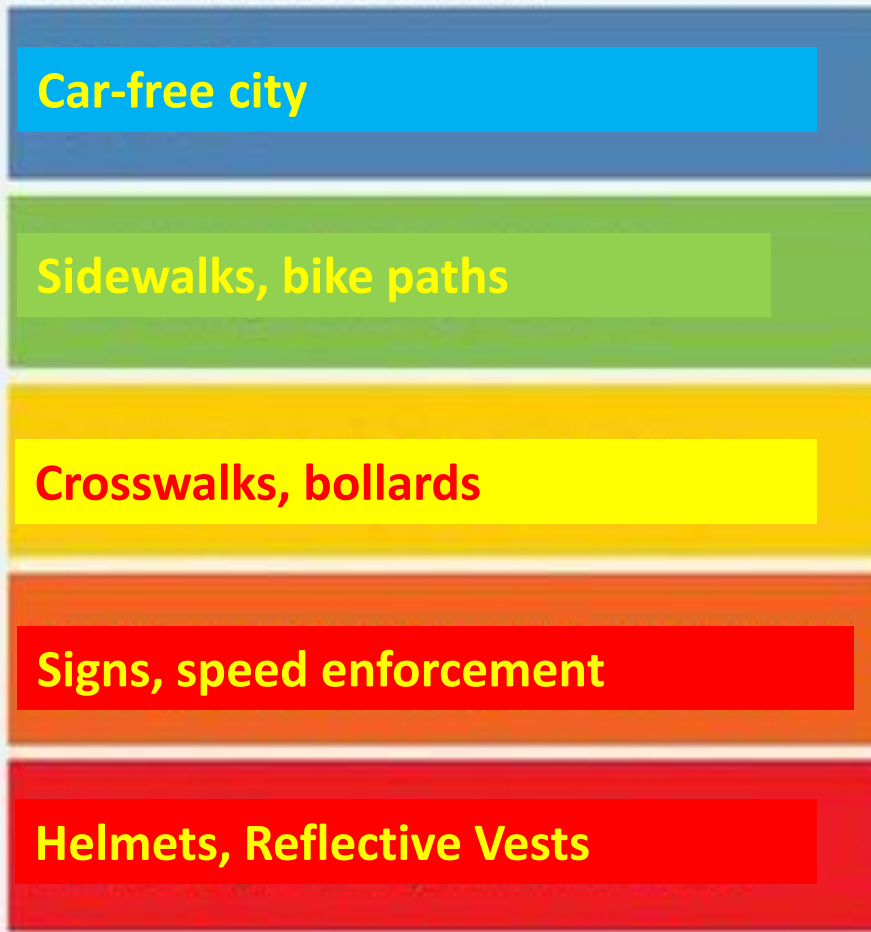 Car-free city
Sidewalks, bike paths
Crosswalks, bollards
Signs, speed enforcement
Helmets, Reflective Vests